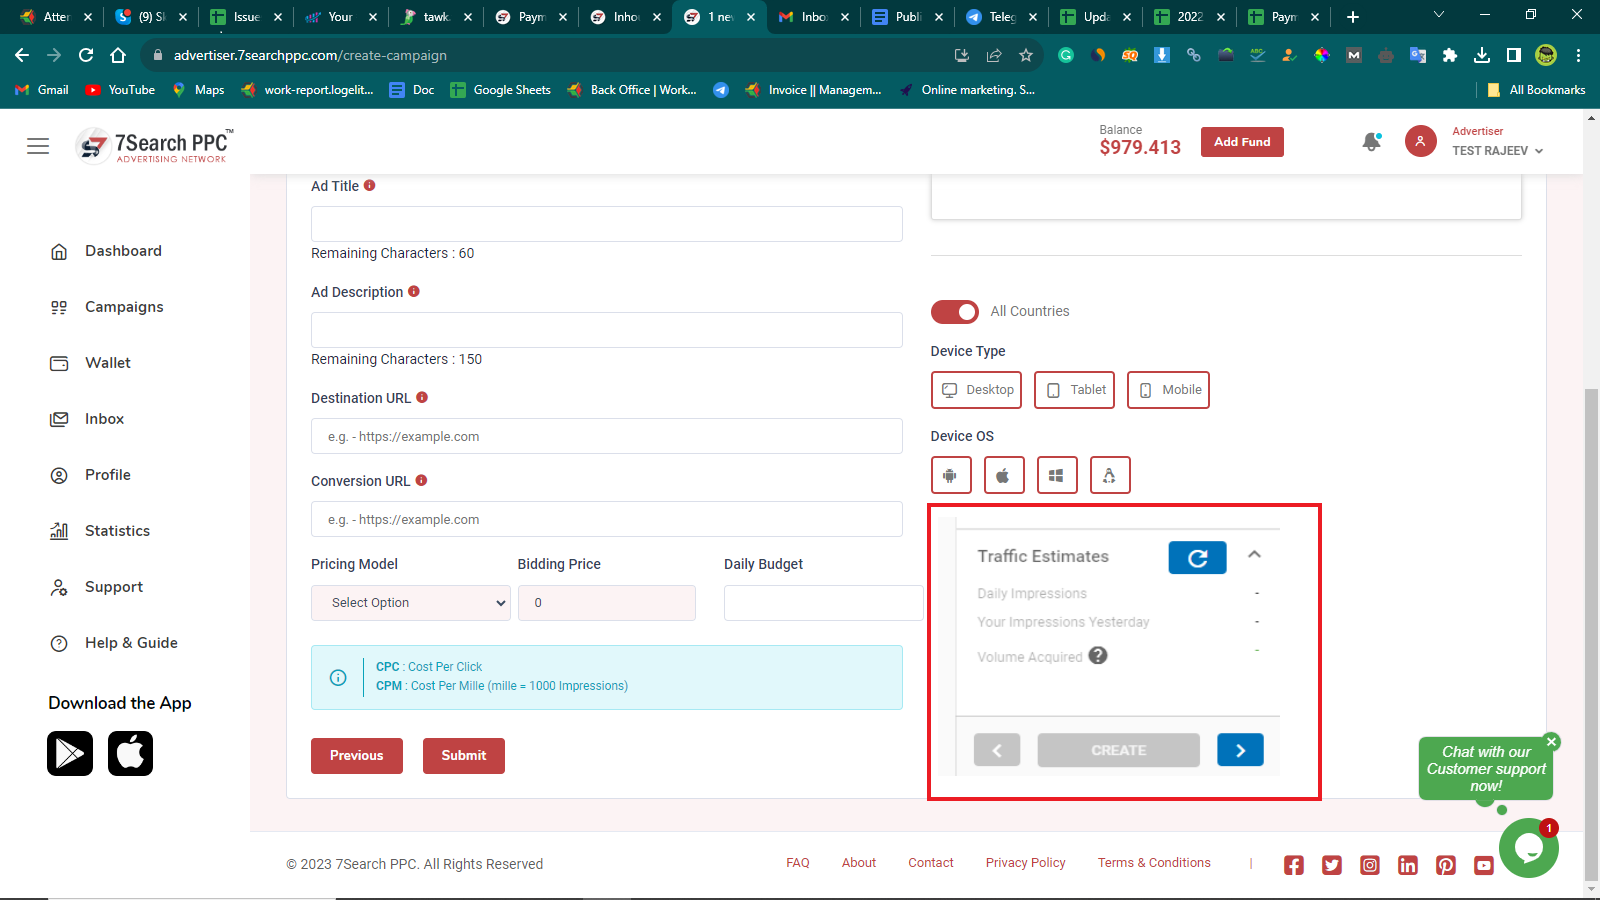 Atten
(9) Sk
Issue
Your
tawk.
Paym
Inbo
1 nev
Inbo
Publi
Teleg
Upda
2022
Paym
advertiser.7searchppc.com/create-campaign
Gmail
YouTube
Maps
work-report.logelit...
Doc
Google Sheets
Back Office | Work...
Invoice || Managem...
Online marketing. S...
All Bookmarks
7Search PPC™
ADVERTISING NETWORK
Balance
$979.413
Add Fund
Advertiser
TEST RAJEEV
Dashboard
Campaigns
Wallet
Inbox
Profile
Statistics
Support
Help & Guide
Download the App
Ad Title
Remaining Characters : 60
Ad Description
Remaining Characters : 150
Destination URL
e.g. - https://example.com
Conversion URL
e.g. - https://example.com
Pricing Model
Bidding Price
Daily Budget
Select Option
0
CPC : Cost Per Click
CPM : Cost Per Mille (mille = 1000 Impressions)
Previous
Submit
All Countries
Device Type
Desktop
Tablet
Mobile
Device OS
Traffic Estimates
Daily Impressions -
Your Impressions Yesterday -
Volume Acquired ? -
CREATE
Chat with our
Customer support
now!
1
© 2023 7Search PPC. All Rights Reserved
FAQ
About
Contact
Privacy Policy
Terms & Conditions
|